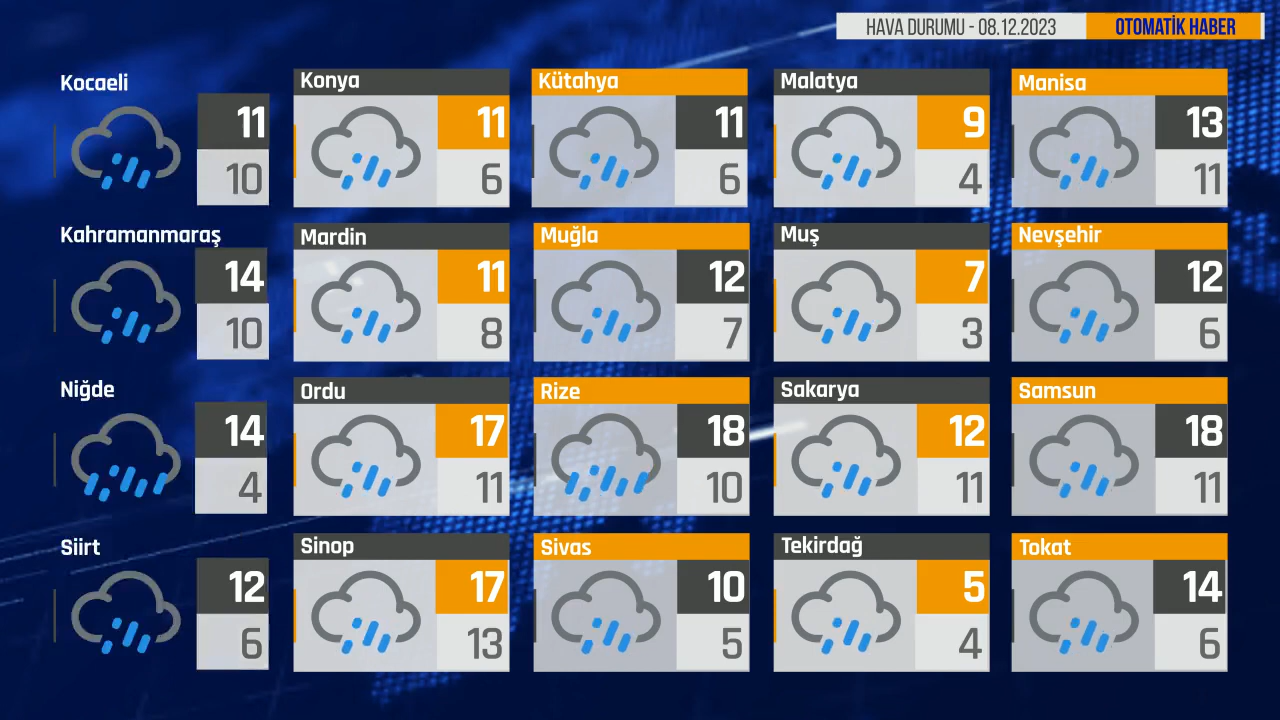 HAVA DURUMU - 08.12.2023 OTOMATİK HABER
Kocaeli
11
10
Konya
11
6
Kütahya
11
6
Malatya
9
4
Manisa
13
11
Kahramanmaraş
14
10
Mardin
11
8
Muğla
12
7
Muş
7
3
Nevşehir
12
6
Niğde
14
4
Ordu
17
11
Rize
18
10
Sakarya
12
11
Samsun
18
11
Siirt
12
6
Sinop
17
13
Sivas
10
5
Tekirdağ
5
4
Tokat
14
6